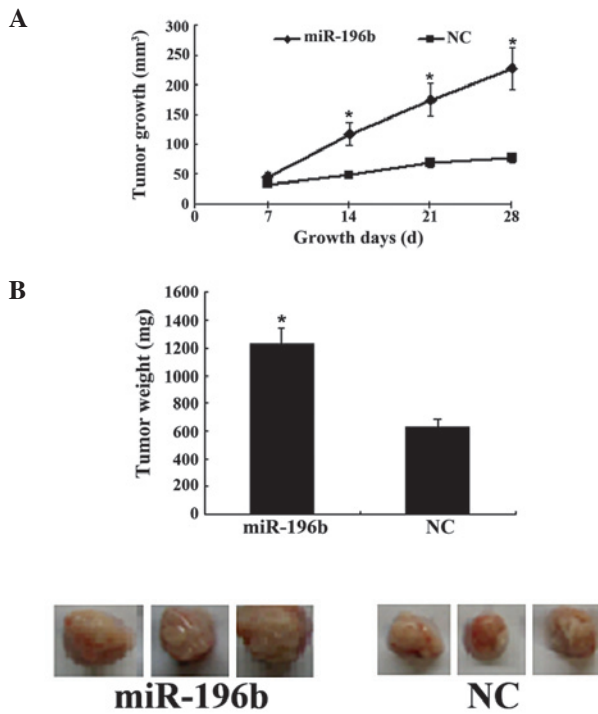 A
miR-196b NC
Tumor growth (mm³)
300
250
200
150
100
50
0
0 7 14 21 28
* * *
Growth days (d)
B
Tumor weight (mg)
1600
1400
1200
1000
800
600
400
200
0
*
miR-196b NC
miR-196b NC